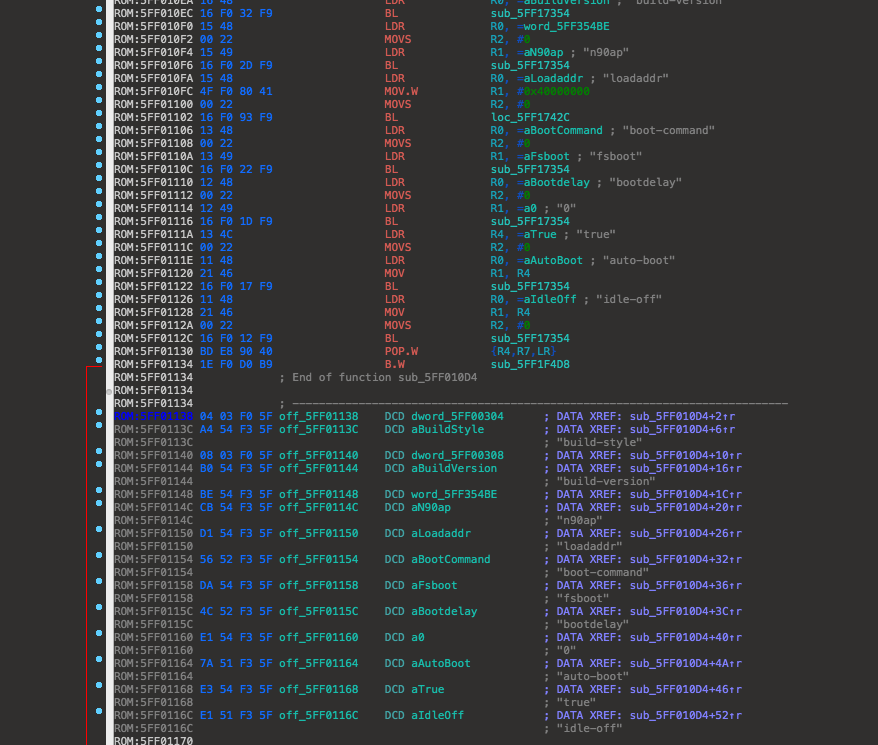 ROM:5FF010EA 16 48 LDR R0, =aBuildVersion ; "build-version"
ROM:5FF010EC 16 F0 32 F9 BL sub_5FF17354
ROM:5FF010F0 15 48 LDR R0, =word_5FF354BE
ROM:5FF010F2 00 22 MOVS R2, #0
ROM:5FF010F4 15 49 LDR R1, =aN90ap ; "n90ap"
ROM:5FF010F6 16 F0 2D F9 BL sub_5FF17354
ROM:5FF010FA 15 48 LDR R0, =aLoadaddr ; "loadaddr"
ROM:5FF010FC 4F F0 80 41 MOV.W R1, #0x40000000
ROM:5FF01100 00 22 MOVS R2, #0
ROM:5FF01102 16 F0 93 F9 BL loc_5FF1742C
ROM:5FF01106 13 48 LDR R0, =aBootCommand ; "boot-command"
ROM:5FF01108 00 22 MOVS R2, #0
ROM:5FF0110A 13 49 LDR R1, =aFsboot ; "fsboot"
ROM:5FF0110C 16 F0 22 F9 BL sub_5FF17354
ROM:5FF01110 12 48 LDR R0, =aBootdelay ; "bootdelay"
ROM:5FF01112 00 22 MOVS R2, #0
ROM:5FF01114 12 49 LDR R1, =a0 ; "0"
ROM:5FF01116 16 F0 1D F9 BL sub_5FF17354
ROM:5FF0111A 13 4C LDR R4, =aTrue ; "true"
ROM:5FF0111C 00 22 MOVS R2, #0
ROM:5FF0111E 11 48 LDR R0, =aAutoBoot ; "auto-boot"
ROM:5FF01120 21 46 MOV R1, R4
ROM:5FF01122 16 F0 17 F9 BL sub_5FF17354
ROM:5FF01126 11 48 LDR R0, =aIdleOff ; "idle-off"
ROM:5FF01128 21 46 MOV R1, R4
ROM:5FF0112A 00 22 MOVS R2, #0
ROM:5FF0112C 16 F0 12 F9 BL sub_5FF17354
ROM:5FF01130 BD E8 90 40 POP.W {R4,R7,LR}
ROM:5FF01134 1E F0 D0 B9 B.W sub_5FF1F4D8
ROM:5FF01134 ; End of function sub_5FF010D4
ROM:5FF01134
ROM:5FF01134 ; ---------------------------------------------------------------------------
ROM:5FF01138 04 03 F0 5F off_5FF01138 DCD dword_5FF00304 ; DATA XREF: sub_5FF010D4+2↑r
ROM:5FF0113C A4 54 F3 5F off_5FF0113C DCD aBuildStyle ; DATA XREF: sub_5FF010D4+6↑r
ROM:5FF0113C ; "build-style"
ROM:5FF01140 08 03 F0 5F off_5FF01140 DCD dword_5FF00308 ; DATA XREF: sub_5FF010D4+10↑r
ROM:5FF01144 B0 54 F3 5F off_5FF01144 DCD aBuildVersion ; DATA XREF: sub_5FF010D4+16↑r
ROM:5FF01144 ; "build-version"
ROM:5FF01148 BE 54 F3 5F off_5FF01148 DCD word_5FF354BE ; DATA XREF: sub_5FF010D4+1C↑r
ROM:5FF0114C CB 54 F3 5F off_5FF0114C DCD aN90ap ; DATA XREF: sub_5FF010D4+20↑r
ROM:5FF0114C ; "n90ap"
ROM:5FF01150 D1 54 F3 5F off_5FF01150 DCD aLoadaddr ; DATA XREF: sub_5FF010D4+26↑r
ROM:5FF01150 ; "loadaddr"
ROM:5FF01154 56 52 F3 5F off_5FF01154 DCD aBootCommand ; DATA XREF: sub_5FF010D4+32↑r
ROM:5FF01154 ; "boot-command"
ROM:5FF01158 DA 54 F3 5F off_5FF01158 DCD aFsboot ; DATA XREF: sub_5FF010D4+36↑r
ROM:5FF01158 ; "fsboot"
ROM:5FF0115C 4C 52 F3 5F off_5FF0115C DCD aBootdelay ; DATA XREF: sub_5FF010D4+3C↑r
ROM:5FF0115C ; "bootdelay"
ROM:5FF01160 E1 54 F3 5F off_5FF01160 DCD a0 ; DATA XREF: sub_5FF010D4+40↑r
ROM:5FF01160 ; "0"
ROM:5FF01164 7A 51 F3 5F off_5FF01164 DCD aAutoBoot ; DATA XREF: sub_5FF010D4+4A↑r
ROM:5FF01164 ; "auto-boot"
ROM:5FF01168 E3 54 F3 5F off_5FF01168 DCD aTrue ; DATA XREF: sub_5FF010D4+46↑r
ROM:5FF01168 ; "true"
ROM:5FF0116C E1 51 F3 5F off_5FF0116C DCD aIdleOff ; DATA XREF: sub_5FF010D4+52↑r
ROM:5FF0116C ; "idle-off"
ROM:5FF01170